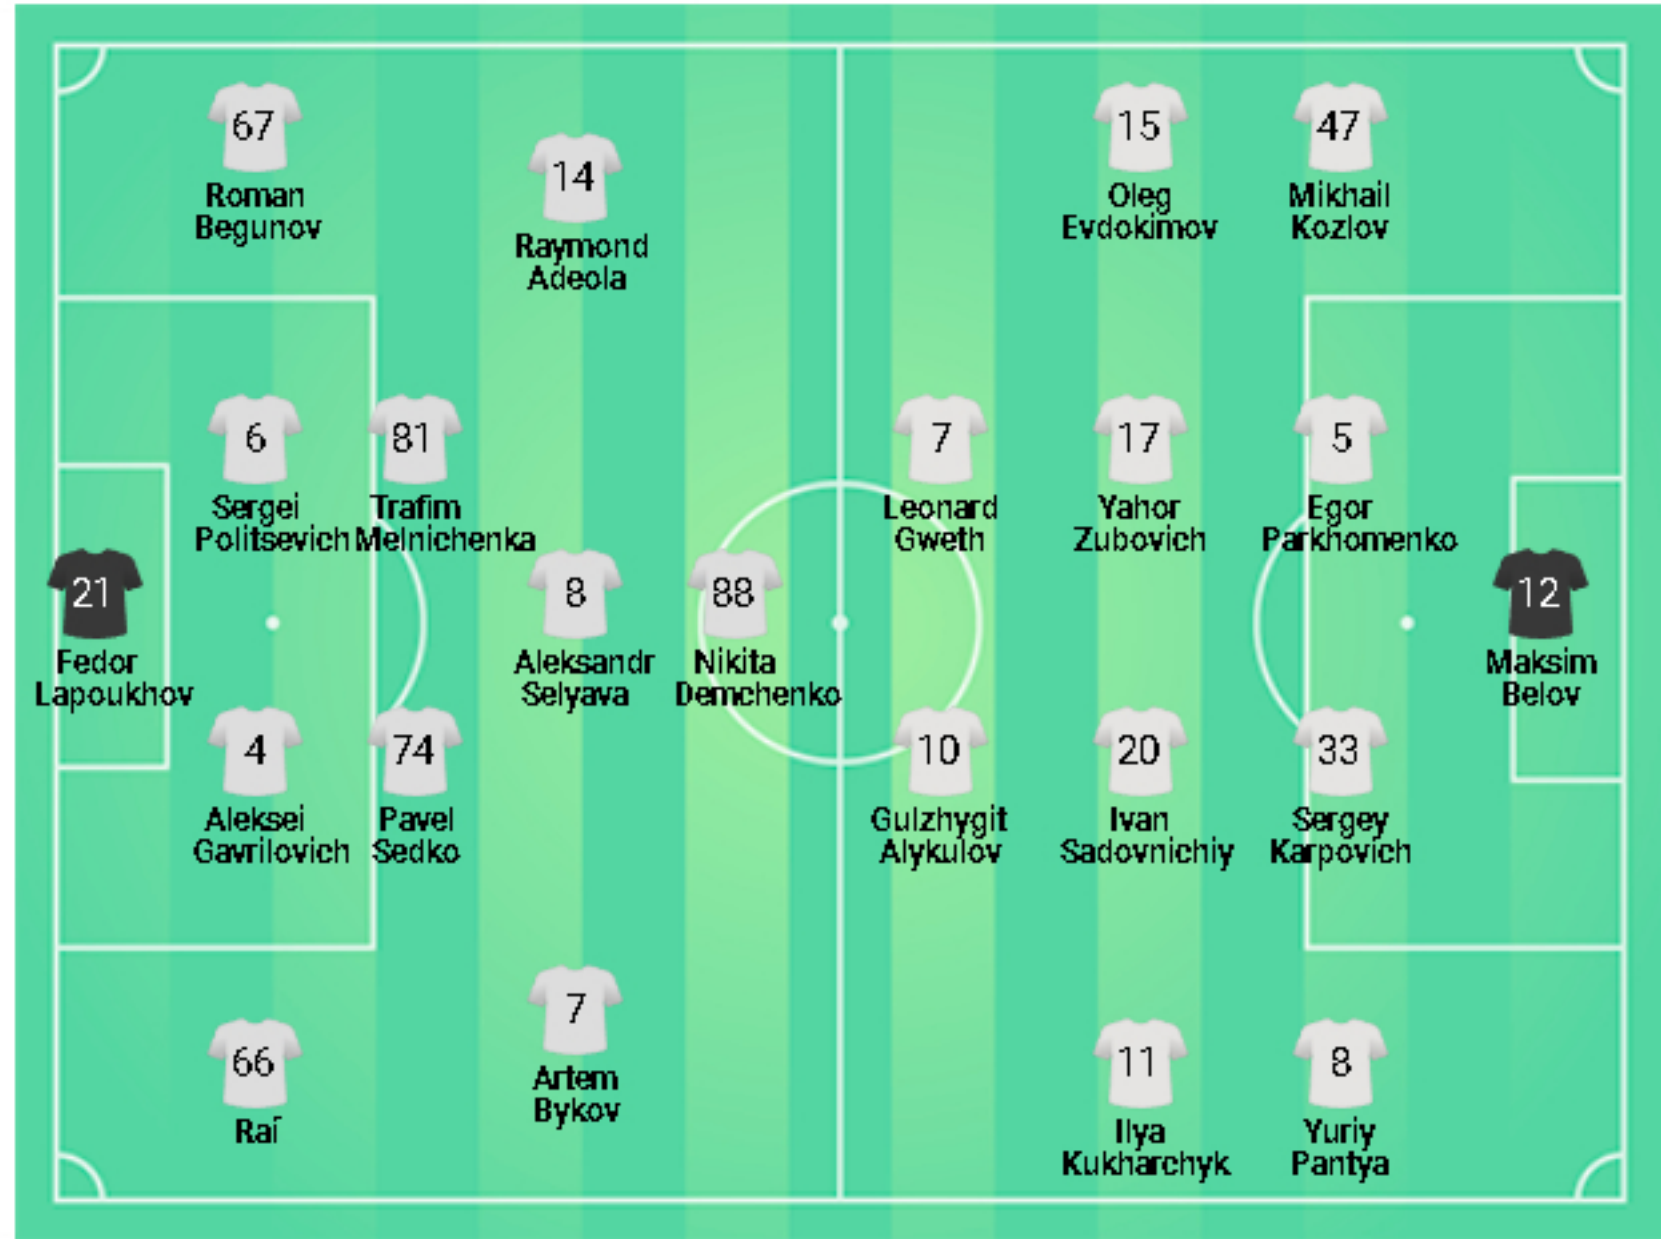 67
Roman
Begunov
14
Raymond
Adeola
15
Oleg
Evdokimov
47
Mikhail
Kozlov
6
Sergei
Politsevich
81
Trafim
Melnichenka
7
Leonard
Gweth
17
Yahor
Zubovich
5
Egor
Parkhomenko
21
Fedor
Lapoukhov
8
Aleksandr
Selyava
88
Nikita
Demchenko
12
Maksim
Belov
4
Aleksei
Gavrilovich
74
Pavel
Sedko
10
Gulzhygit
Alykulov
20
Ivan
Sadovnichiy
33
Sergey
Karpovich
66
Raí
7
Artem
Bykov
11
Ilya
Kukharchyk
8
Yuriy
Pantya